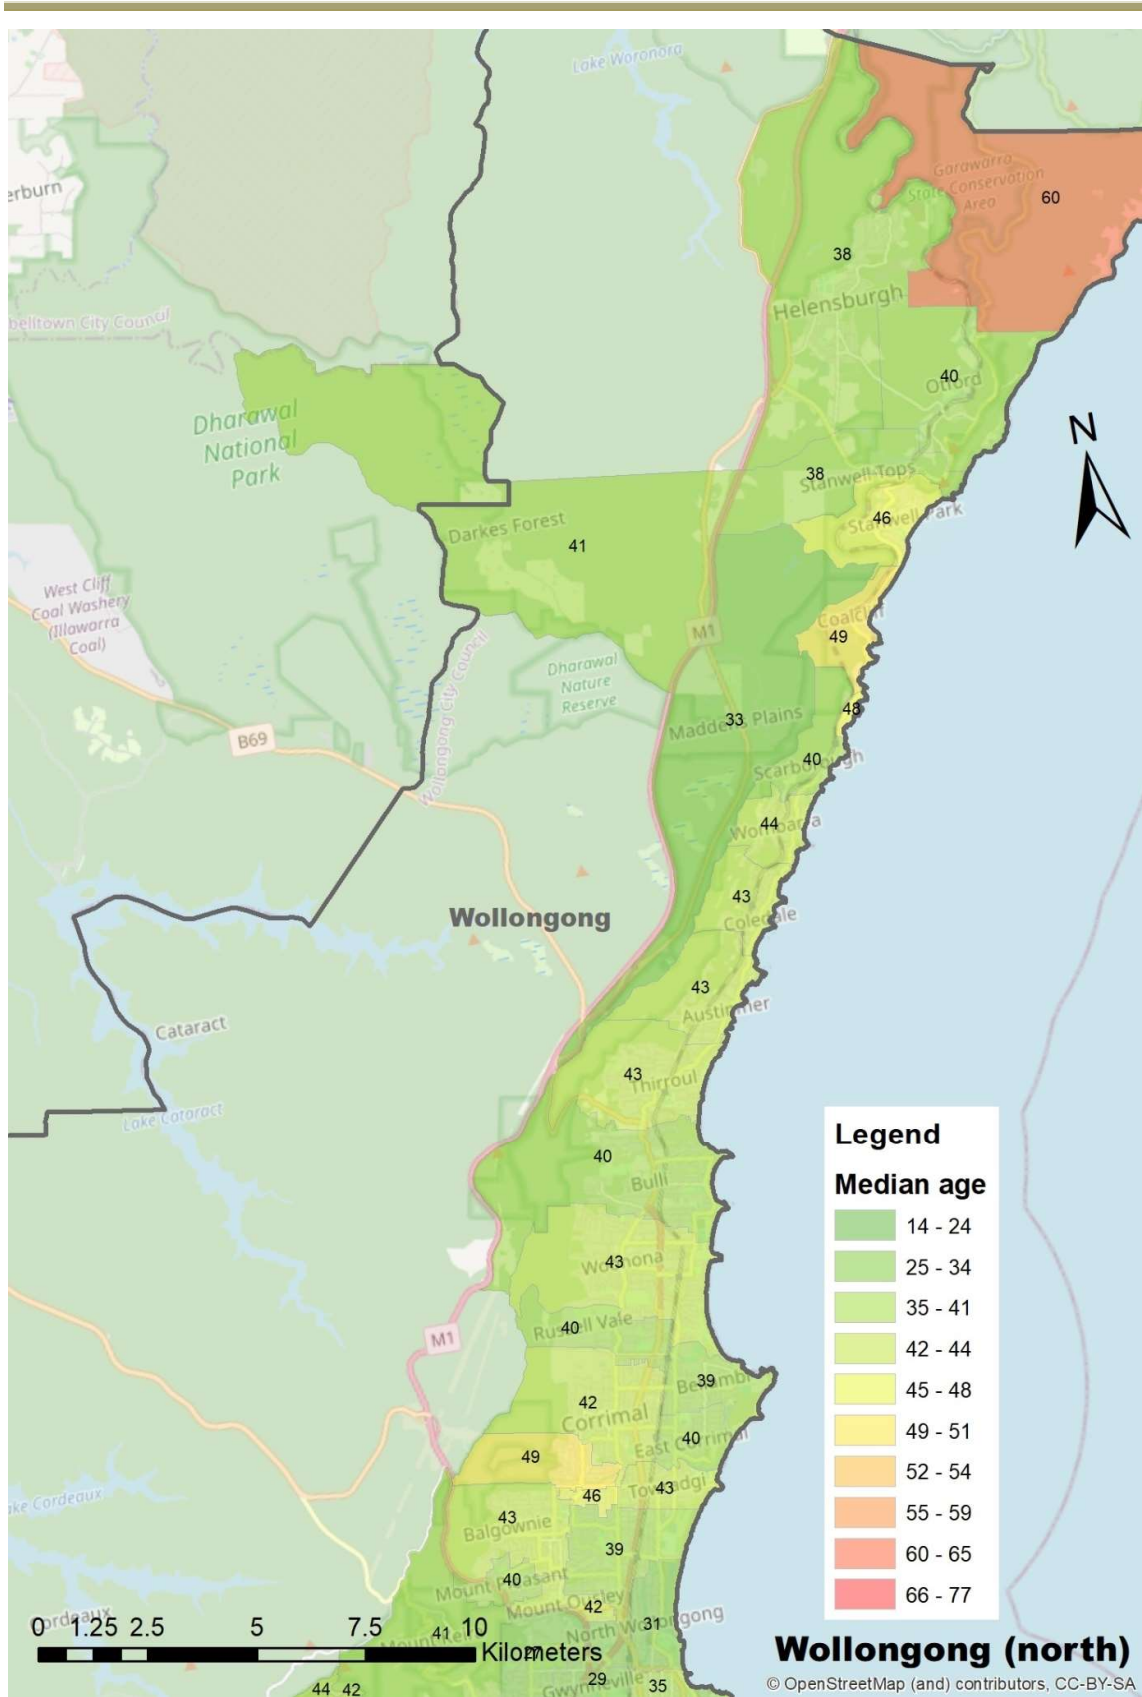 Lake Woronora
erburn
Garawarra
State Conservation
Area
60
38
Helensburgh
belltown City Council
40
Otford
Dharawal
National
Park
N
38
Stanwell Tops
46
Stanwell Park
Darkes Forest
41
West Cliff
Coal Washery
(Illawarra
Coal)
M1
Coalcliff
49
Dharawal
Nature
Reserve
Wollongong City Council
48
33
Maddens Plains
B69
40
Scarborough
44
Wombarra
43
Coledale
Wollongong
43
Austinmer
Cataract
43
Thirroul
Lake Cataract
40
Bulli
43
Woonona
40
Russell Vale
M1
39
Bellambi
42
Corrimal
40
East Corrimal
49
46
43
Towradgi
ake Cordeaux
43
Balgownie
39
40
Mount Pleasant
42
Mount Ousley
31
North Wollongong
Cordeaux
41
Mount Keira
27
29
Gwynneville
35
44
42
Legend
Median age
14 - 24
25 - 34
35 - 41
42 - 44
45 - 48
49 - 51
52 - 54
55 - 59
60 - 65
66 - 77
0 1.25 2.5 5 7.5 10
Kilometers
Wollongong (north)
© OpenStreetMap (and) contributors, CC-BY-SA